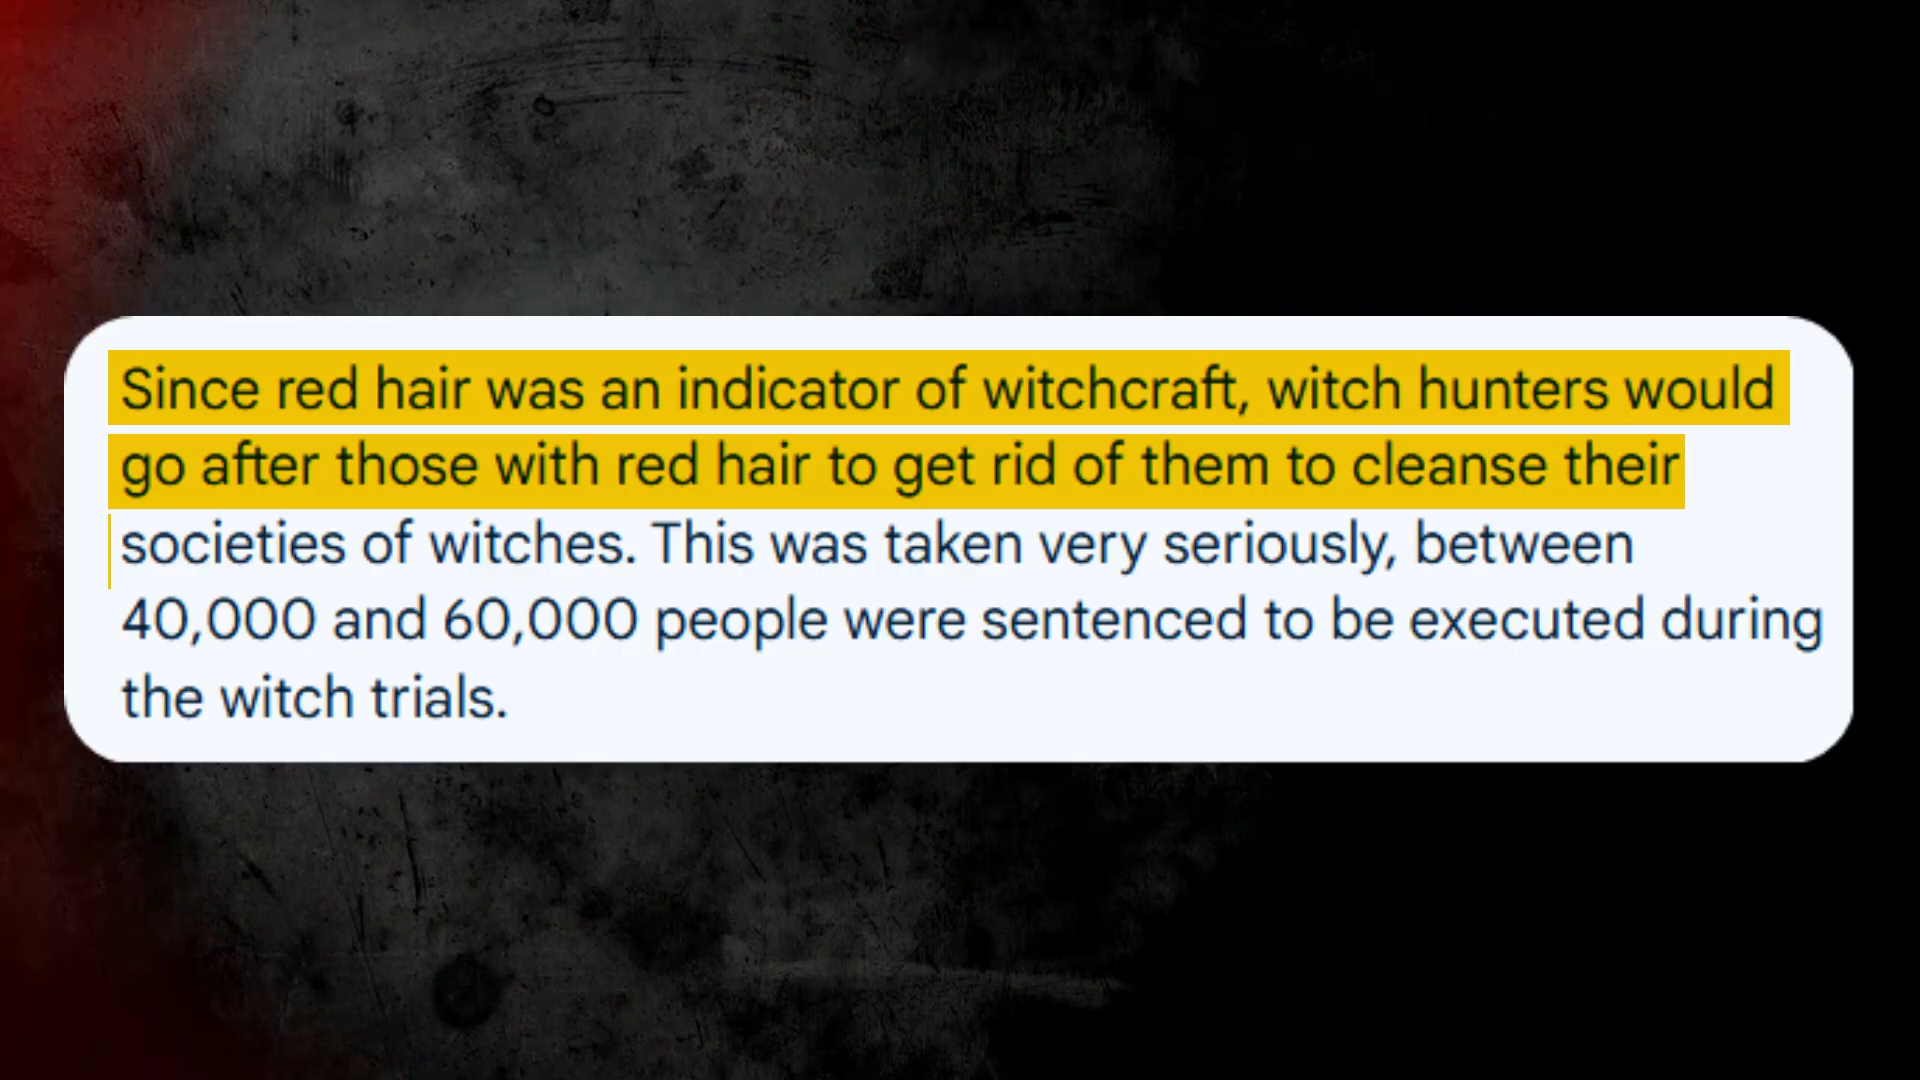 Since red hair was an indicator of witchcraft, witch hunters would
go after those with red hair to get rid of them to cleanse their
societies of witches. This was taken very seriously, between
40,000 and 60,000 people were sentenced to be executed during
the witch trials.